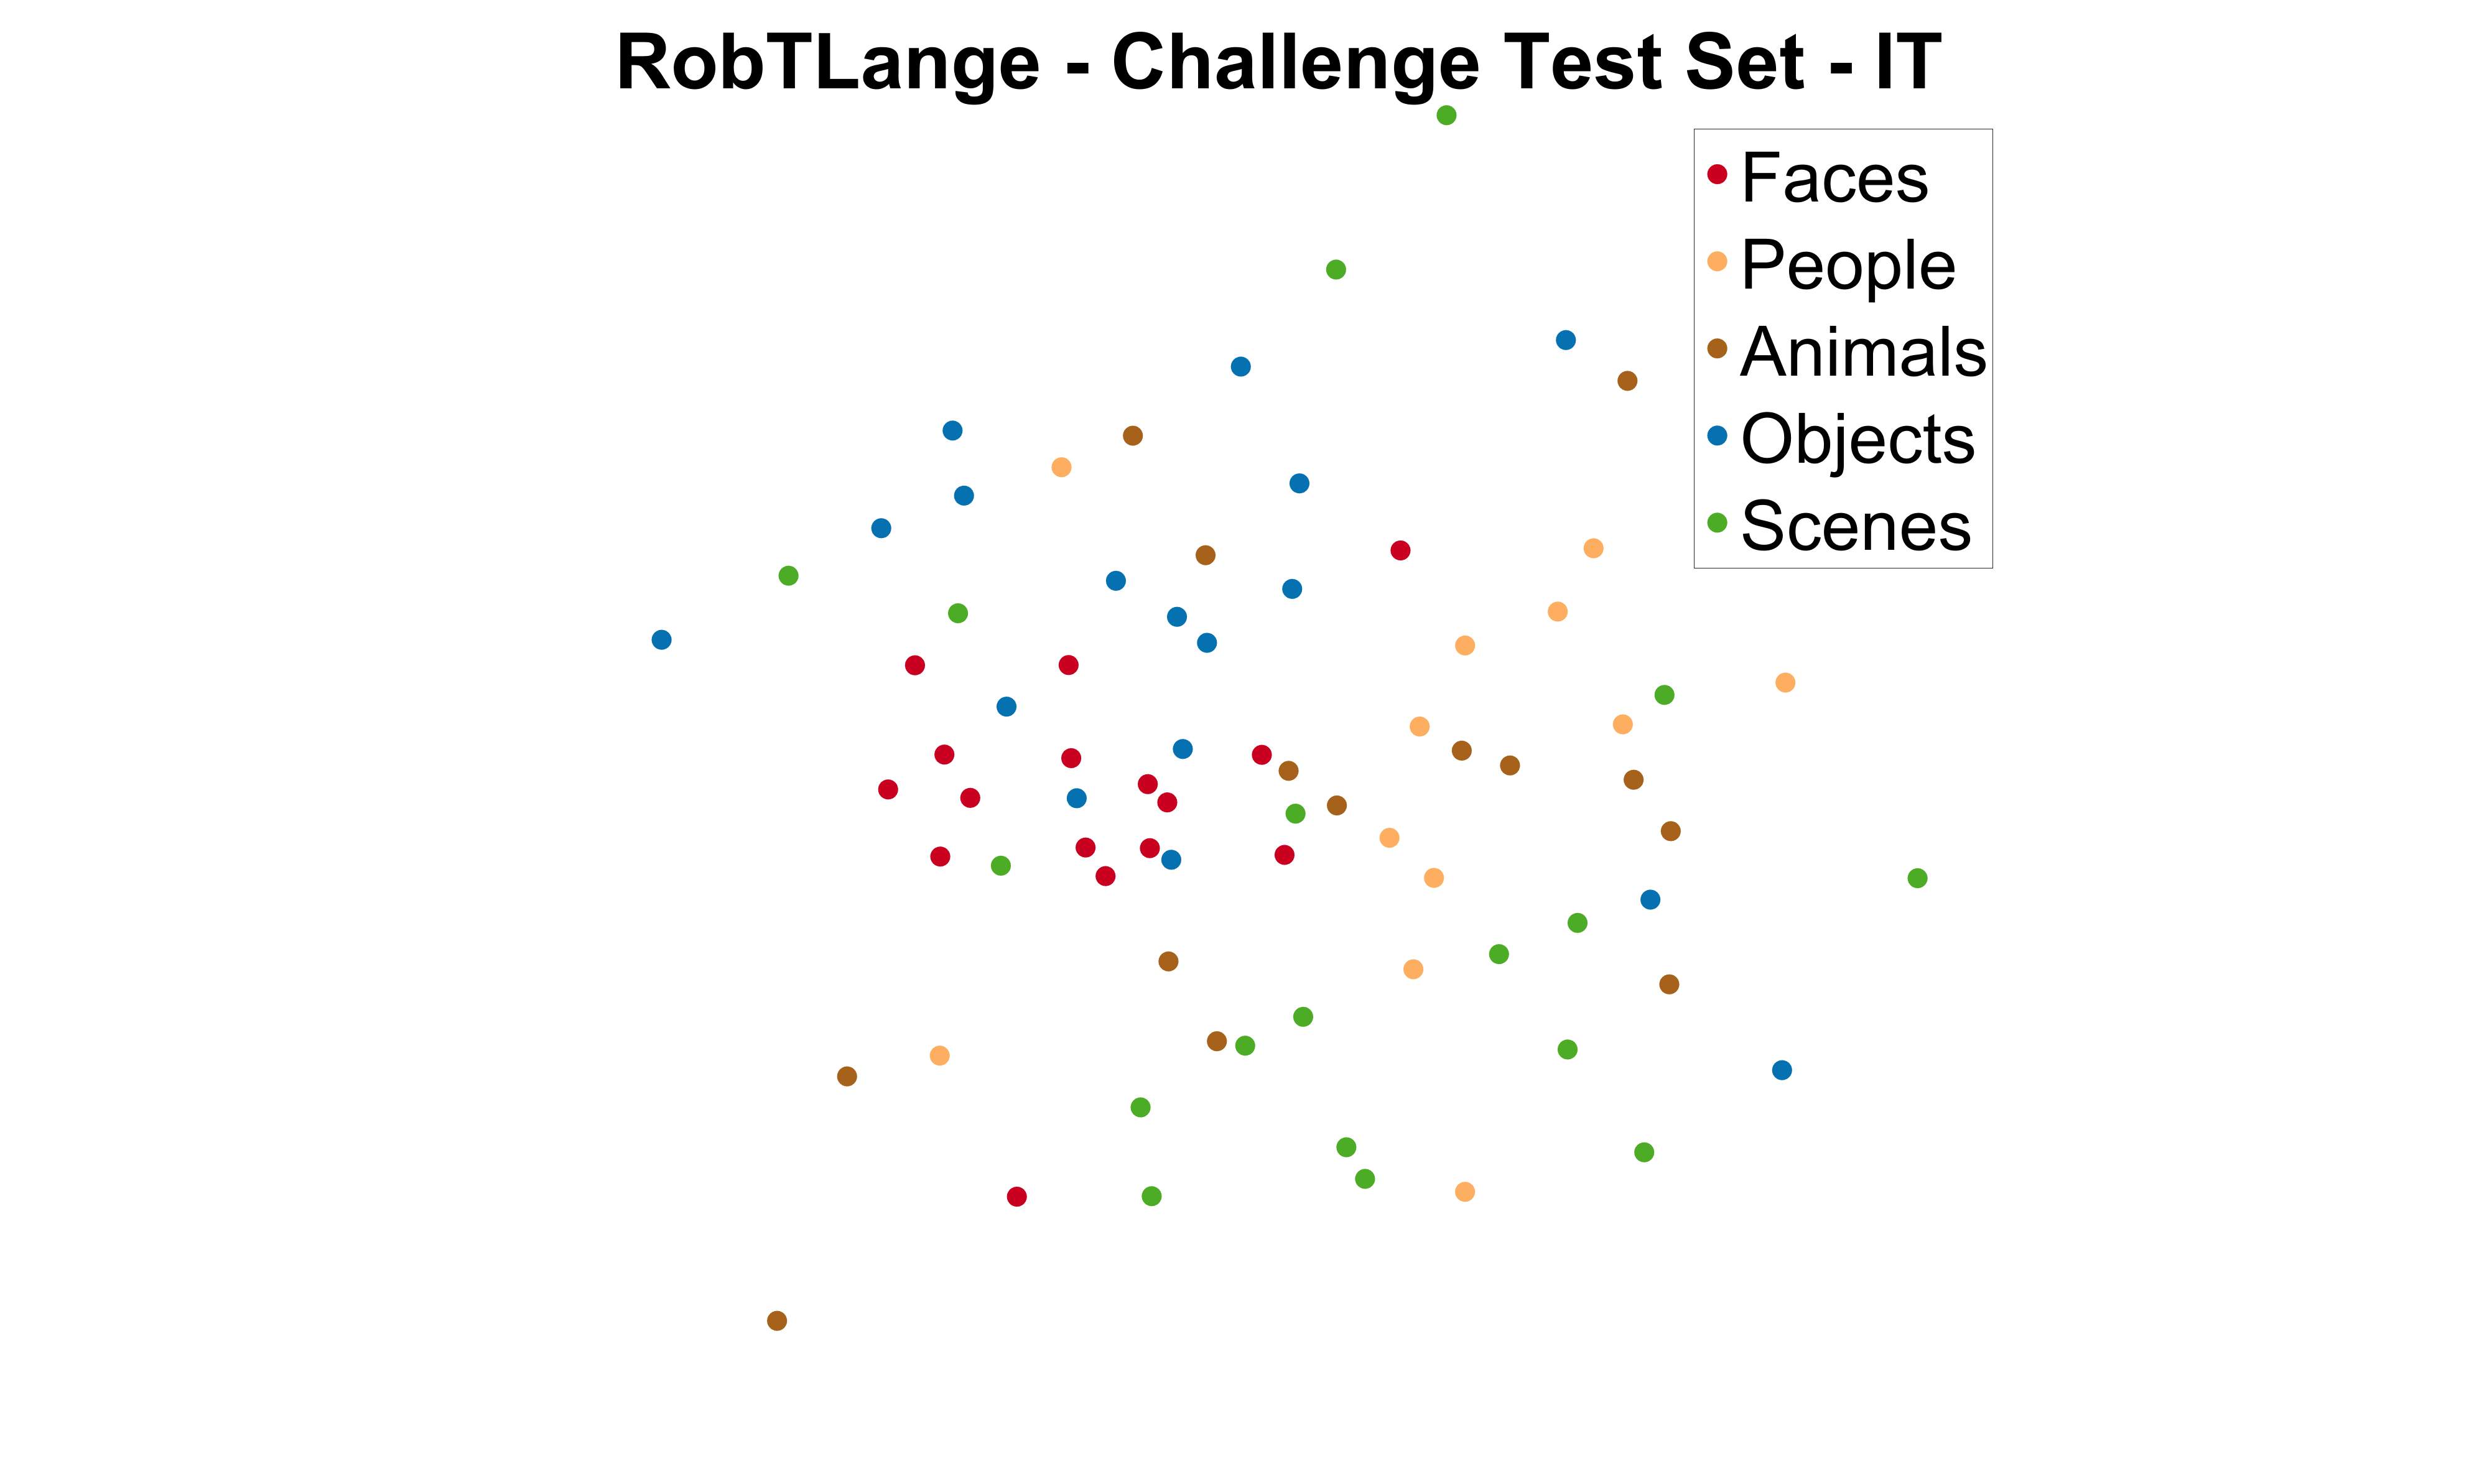 RobTLange - Challenge Test Set - IT
Faces
People
Animals
Objects
Scenes